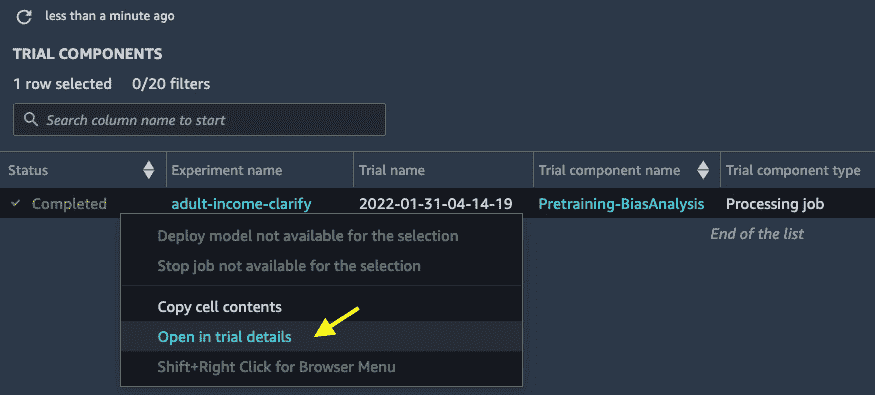 less than a minute ago
TRIAL COMPONENTS
1 row selected 0/20 filters
Search column name to start
Status Experiment name Trial name Trial component name Trial component type
Completed adult-income-clarify 2022-01-31-04-14-19 Pretraining-BiasAnalysis Processing job
End of the list
Deploy model not available for the selection
Stop job not available for the selection
Copy cell contents
Open in trial details
Shift+Right Click for Browser Menu